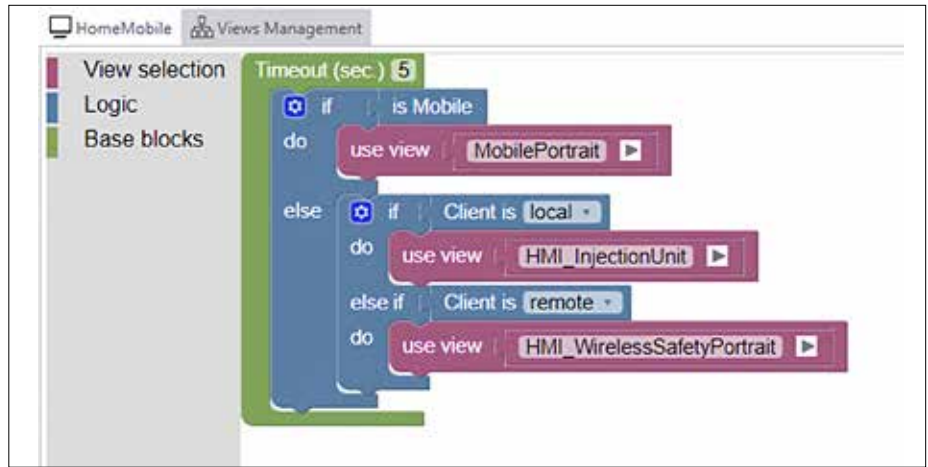 HomeMobile Views Management
View selection
Logic
Base blocks
Timeout (sec.) 5
if is Mobile
do use view MobilePortrait
else if Client is local
do use view HMI_InjectionUnit
else if Client is remote
do use view HMI_WirelessSafetyPortrait